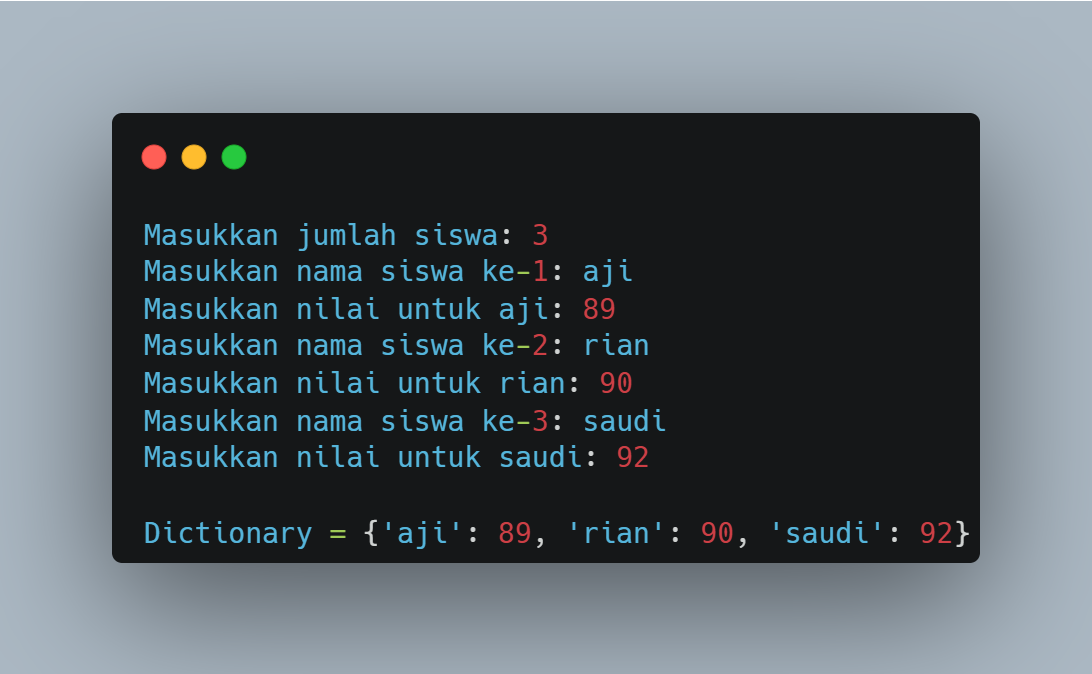 Masukkan jumlah siswa: 3
Masukkan nama siswa ke-1: aji
Masukkan nilai untuk aji: 89
Masukkan nama siswa ke-2: rian
Masukkan nilai untuk rian: 90
Masukkan nama siswa ke-3: saudi
Masukkan nilai untuk saudi: 92
Dictionary = {'aji': 89, 'rian': 90, 'saudi': 92}